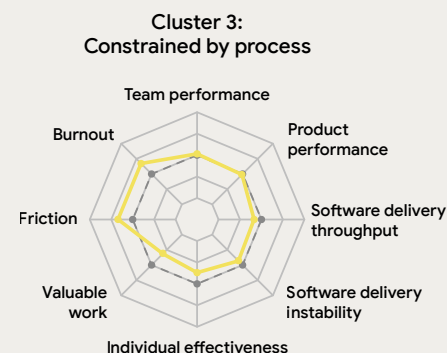 Cluster 3:
Constrained by process
Team performance
Burnout
Product
performance
Friction
Software delivery
throughput
Valuable
work
Software delivery
instability
Individual effectiveness